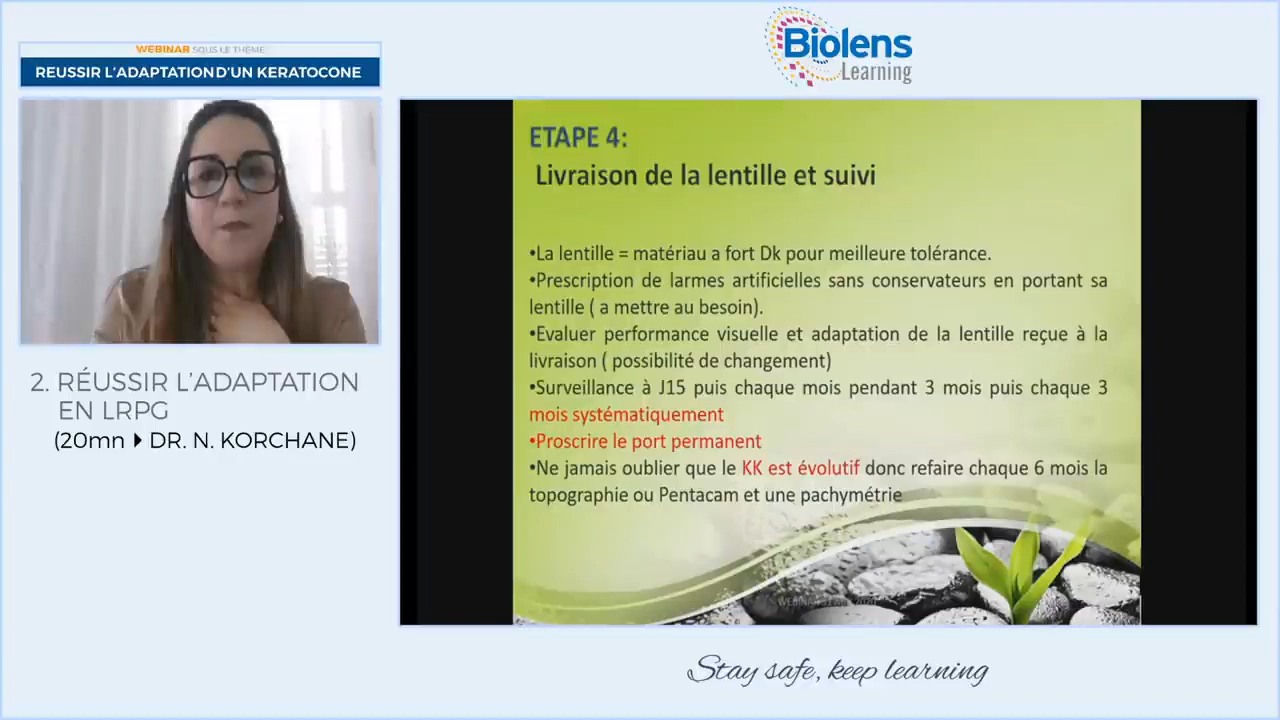 WEBINAR SOUS LE THÈME
REUSSIR L'ADAPTATION D'UN KERATOCONE
Biolens
Learning
ETAPE 4:
Livraison de la lentille et suivi
•La lentille = matériau a fort Dk pour meilleure tolérance.
•Prescription de larmes artificielles sans conservateurs en portant sa
lentille ( a mettre au besoin).
•Evaluer performance visuelle et adaptation de la lentille reçue à la
livraison ( possibilité de changement)
•Surveillance à J15 puis chaque mois pendant 3 mois puis chaque 3
mois systématiquement
•Proscrire le port permanent
•Ne jamais oublier que le KK est évolutif donc refaire chaque 6 mois la
topographie ou Pentacam et une pachymétrie
WEBINAR
2. RÉUSSIR L'ADAPTATION
EN LRPG
(20mn DR. N. KORCHANE)
Stay safe, keep learning